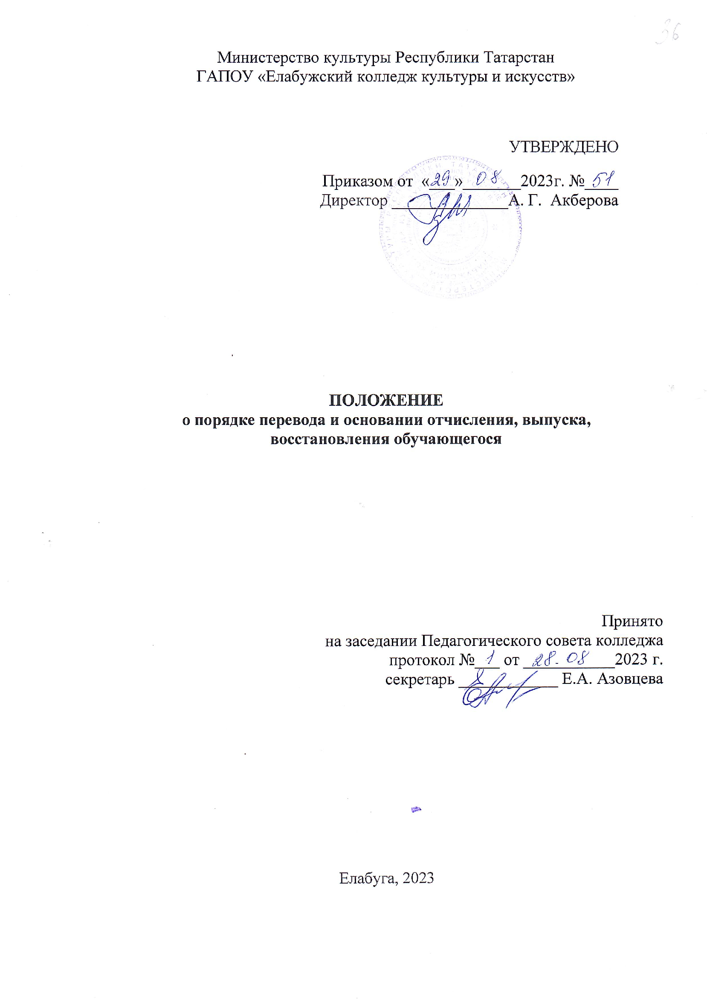 36
Министерство культуры Республики Татарстан
ГАПОУ «Елабужский колледж культуры и искусств»
УТВЕРЖДЕНО
Приказом от «29» 08 2023г. № 51
Директор А. Г. Акберова
ПОЛОЖЕНИЕ
о порядке перевода и основании отчисления, выпуска,
восстановления обучающегося
Принято
на заседании Педагогического совета колледжа
протокол № 1 от 28.08 2023 г.
секретарь Е.А. Азовцева
Елабуга, 2023